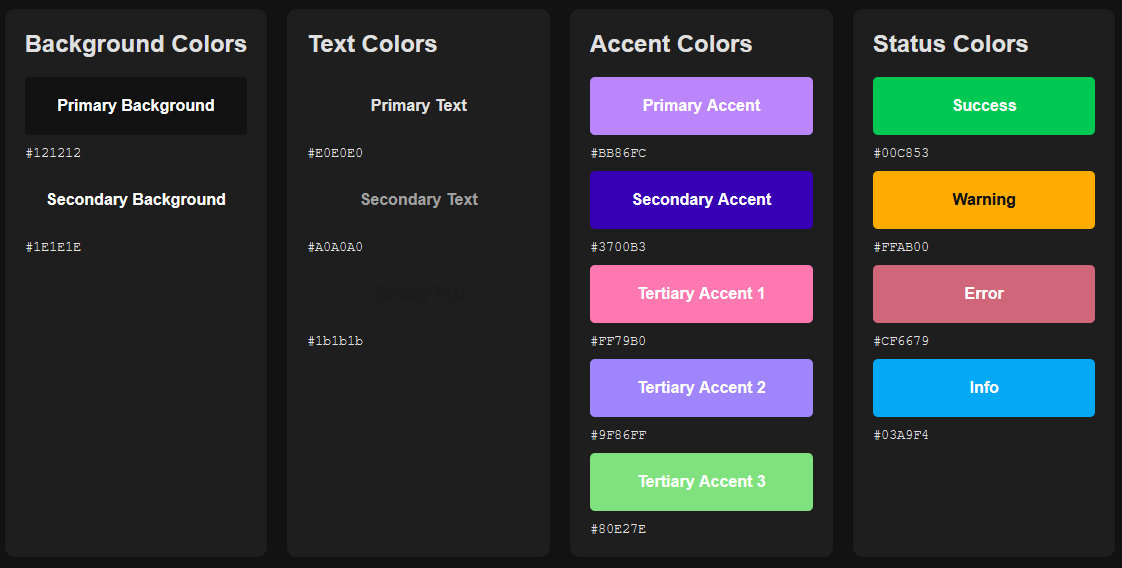 Background Colors
Primary Background
#121212
Secondary Background
#1E1E1E
Text Colors
Primary Text
#E0E0E0
Secondary Text
#A0A0A0
Tertiary Text
#1b1b1b
Accent Colors
Primary Accent
#BB86FC
Secondary Accent
#3700B3
Tertiary Accent 1
#FF79B0
Tertiary Accent 2
#9F86FF
Tertiary Accent 3
#80E27E
Status Colors
Success
#00C853
Warning
#FFAB00
Error
#CF6679
Info
#03A9F4